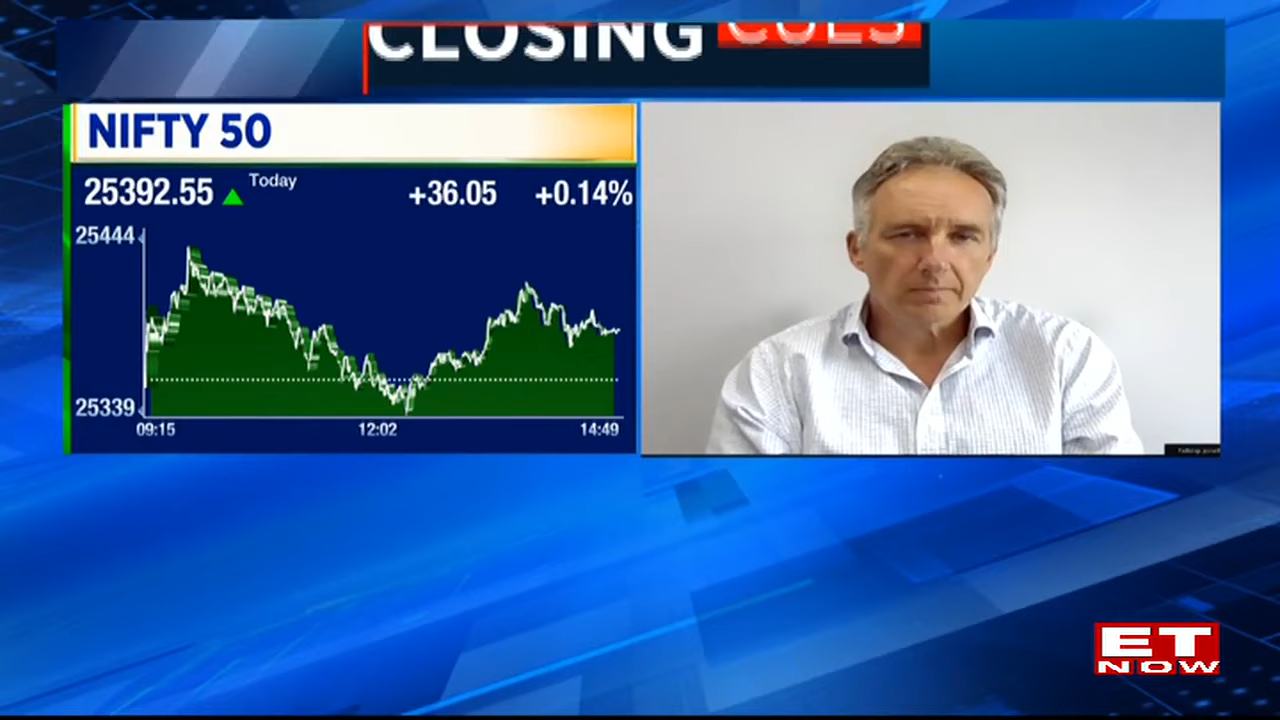 CLOSING CUES
NIFTY 50
25392.55 Today +36.05 +0.14%
25444
25339
09:15 12:02 14:49
ET
NOW